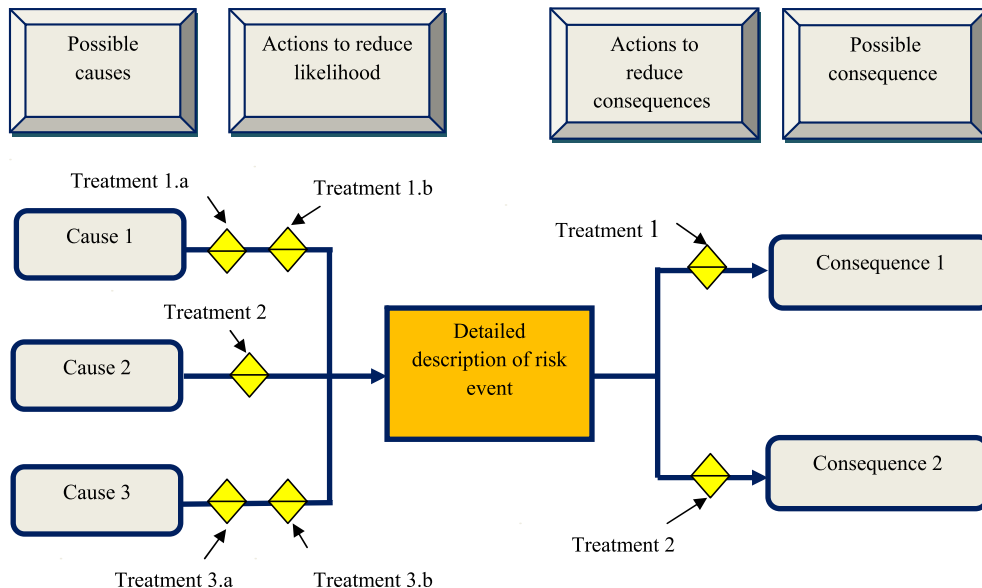 Possible
causes
Actions to reduce
likelihood
Actions to
reduce
consequences
Possible
consequence
Treatment 1.a
Treatment 1.b
Cause 1
Treatment 1
Consequence 1
Treatment 2
Cause 2
Detailed
description of risk
event
Cause 3
Consequence 2
Treatment 2
Treatment 3.a
Treatment 3.b